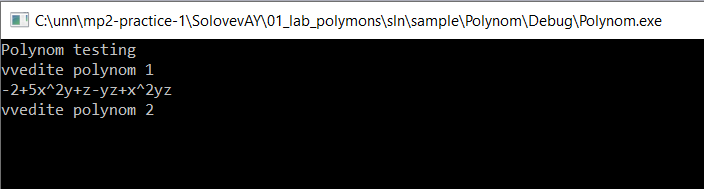 C:\unn\mp2-practice-1\SolovevAY\01_lab_polymons\sln\sample\Polynom\Debug\Polynom.exe
Polynom testing
vvedite polynom 1
-2+5x^2y+z-yz+x^2yz
vvedite polynom 2